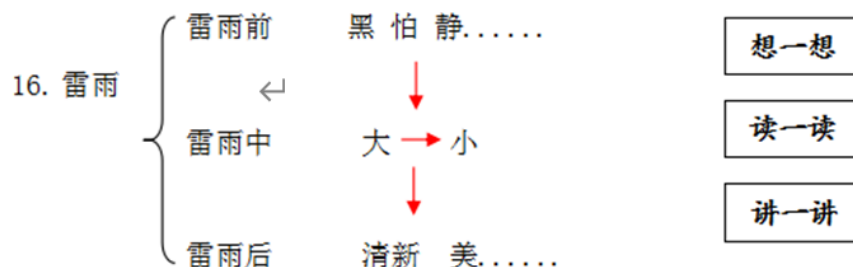 雷雨前 黑 怕 静......
想一想
16. 雷雨
读一读
雷雨中 大 小
讲一讲
雷雨后 清新 美......